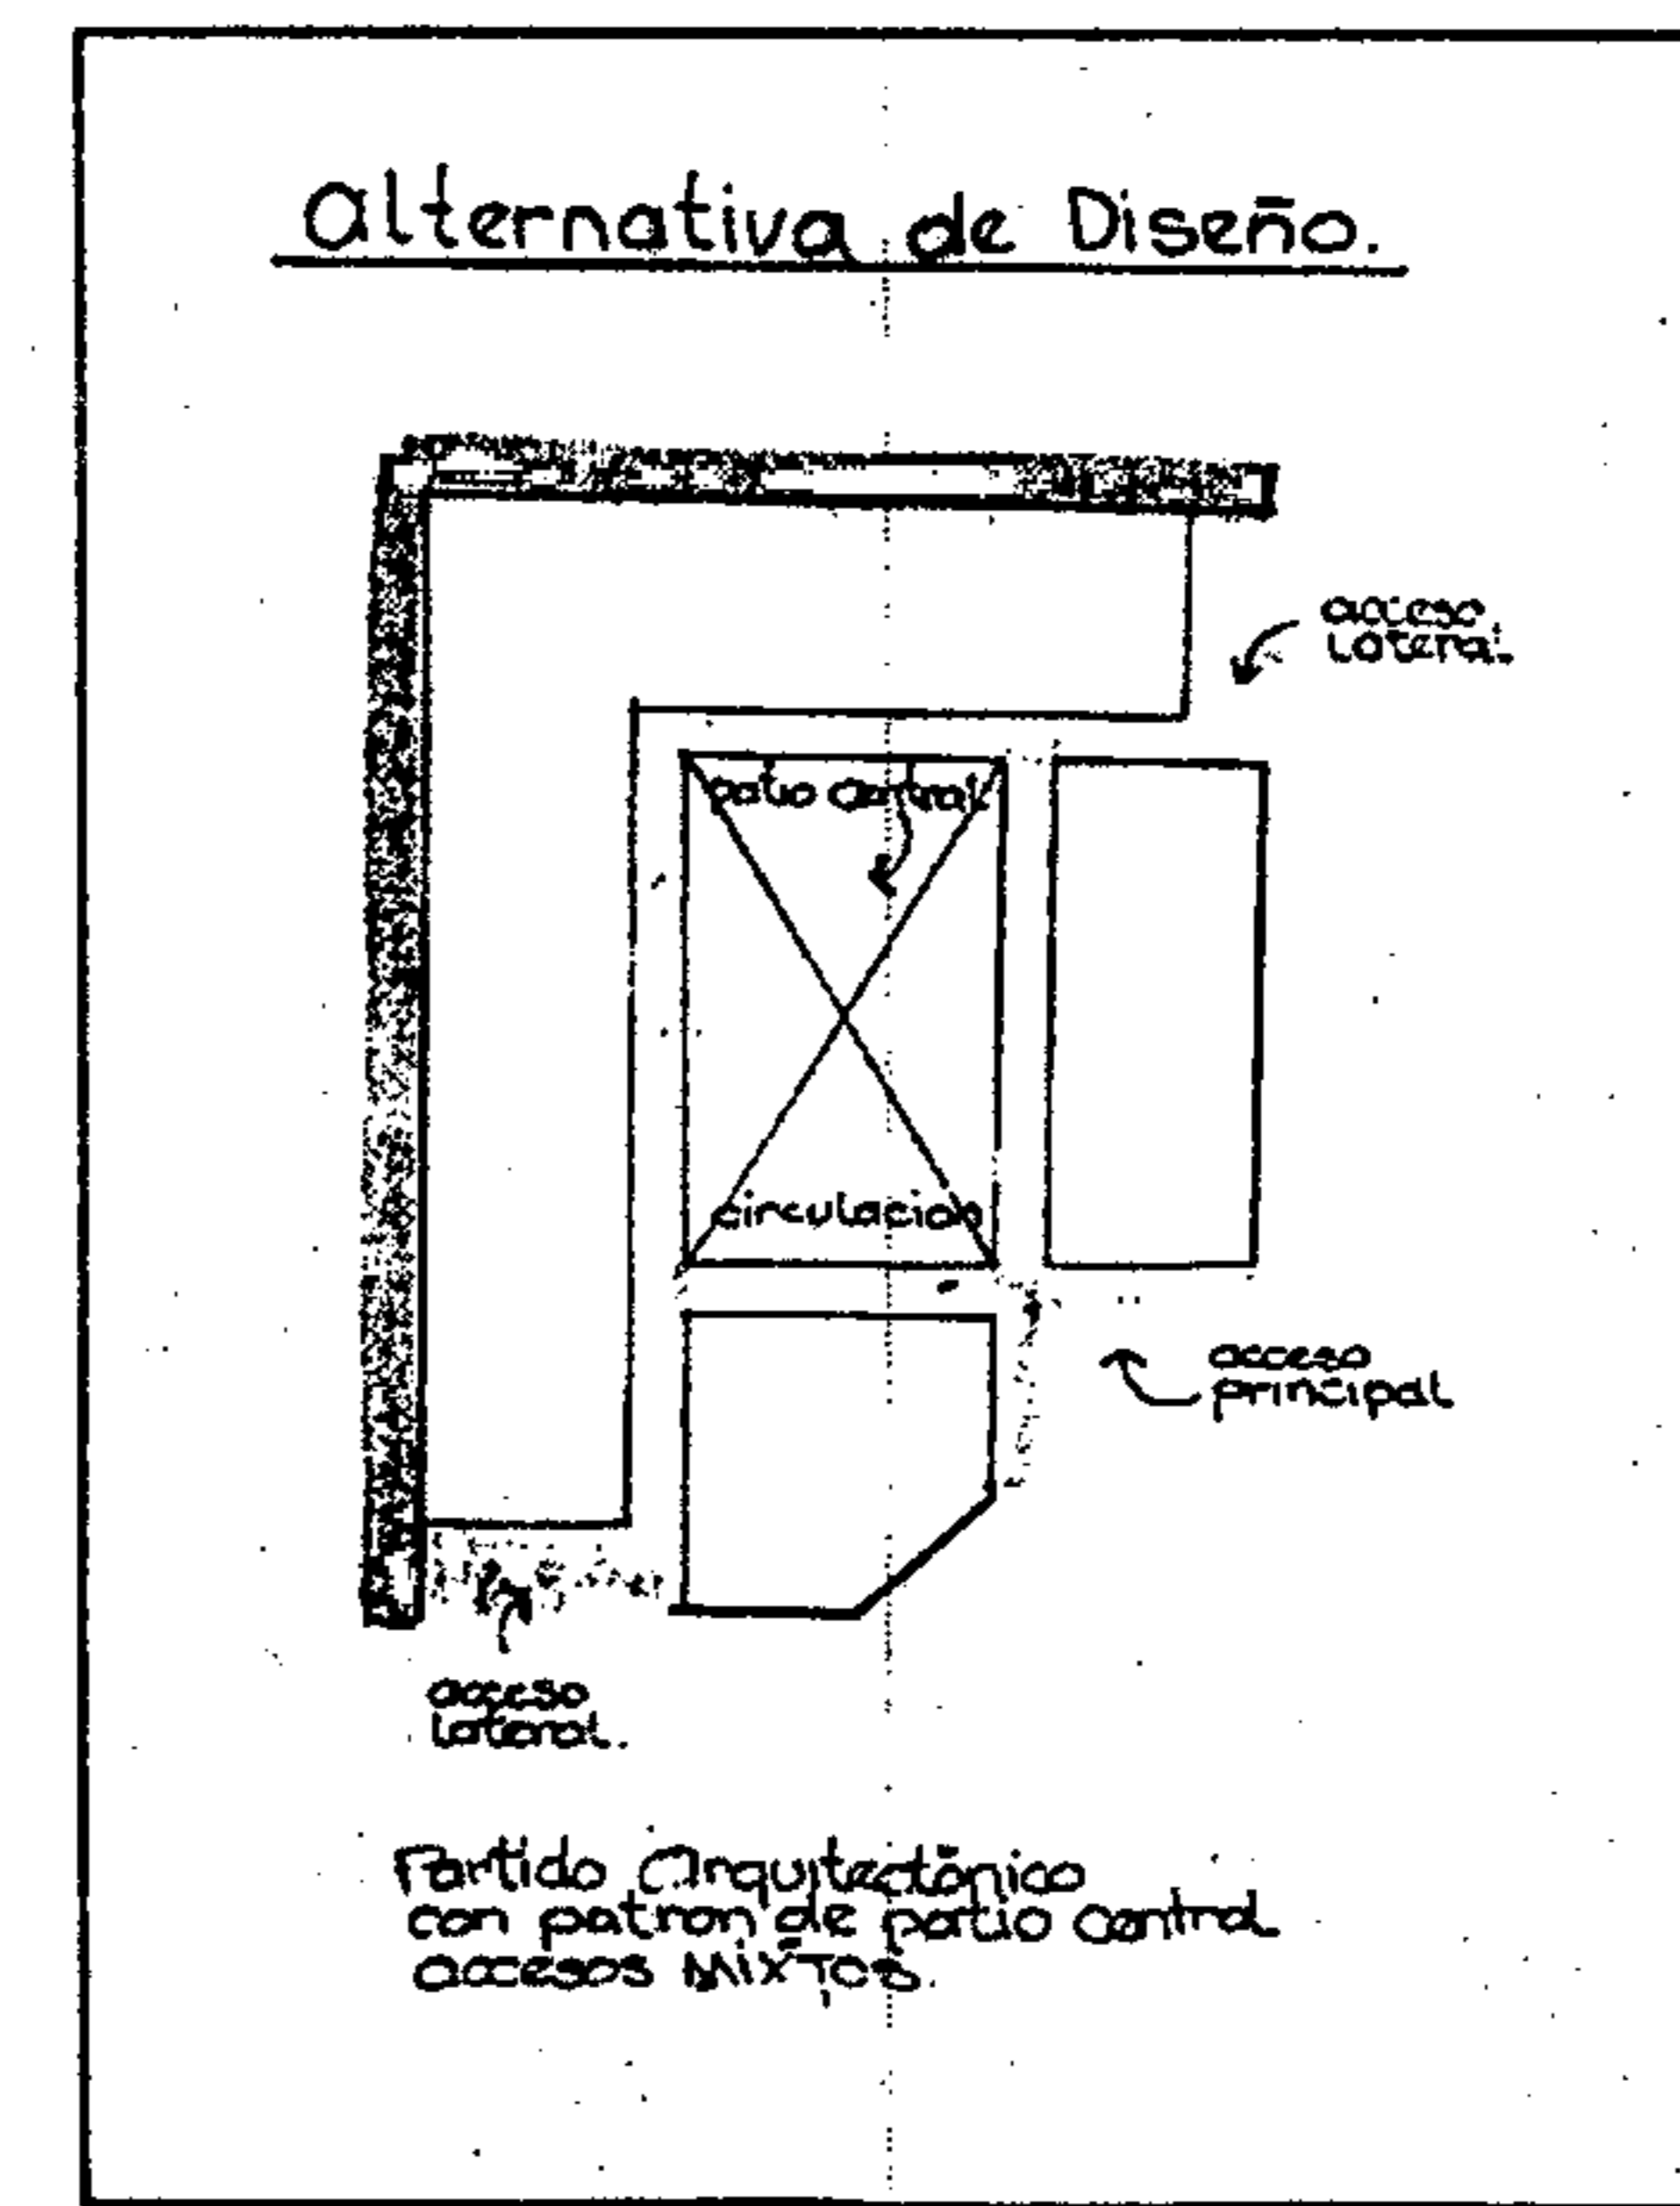 Alternativa de Diseño.
acceso
lateral.
patio central
circulacion
acceso
principal
acceso
lateral.
Partido Arquitectónico
con patron de patio central
accesos MixTos.